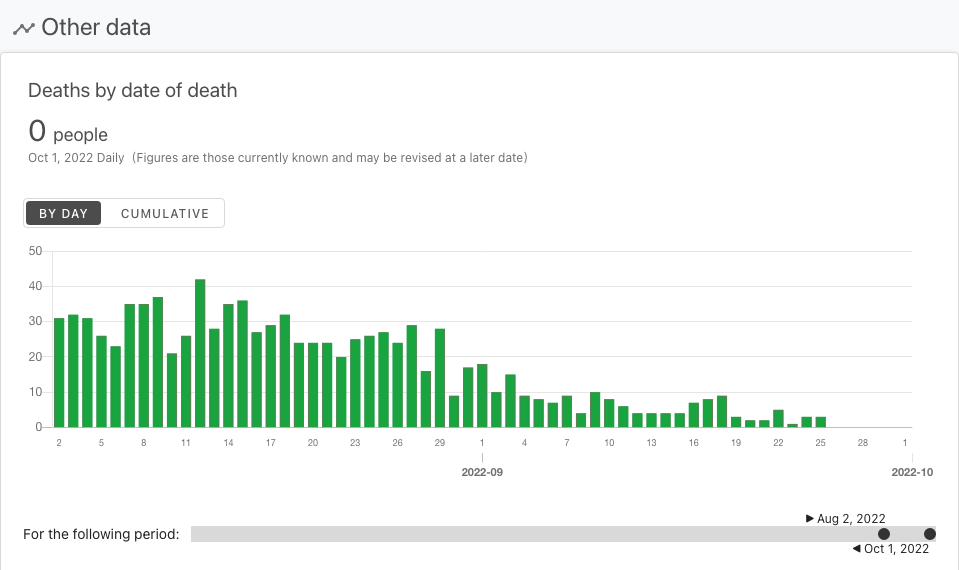 Other data
Deaths by date of death
0 people
Oct 1, 2022 Daily (Figures are those currently known and may be revised at a later date)
BY DAY CUMULATIVE
50
40
30
20
10
0
2 5 8 11 14 17 20 23 26 29 1 4 7 10 13 16 19 22 25 28 1
2022-09 2022-10
Aug 2, 2022
For the following period:
Oct 1, 2022